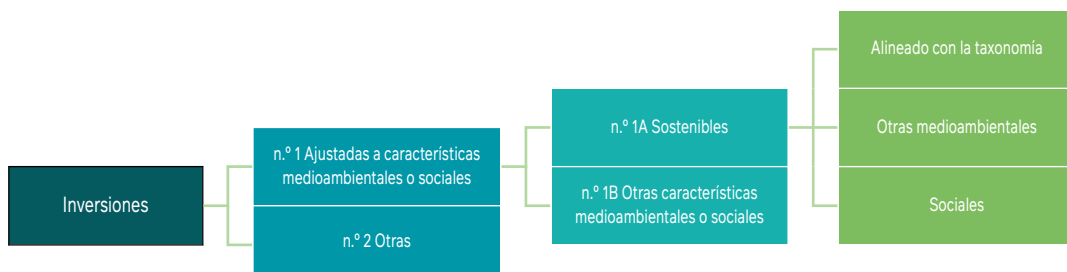 Inversiones
n.º 1 Ajustadas a características
medioambientales o sociales
n.º 2 Otras
n.º 1A Sostenibles
n.º 1B Otras características
medioambientales o sociales
Alineado con la taxonomía
Otras medioambientales
Sociales